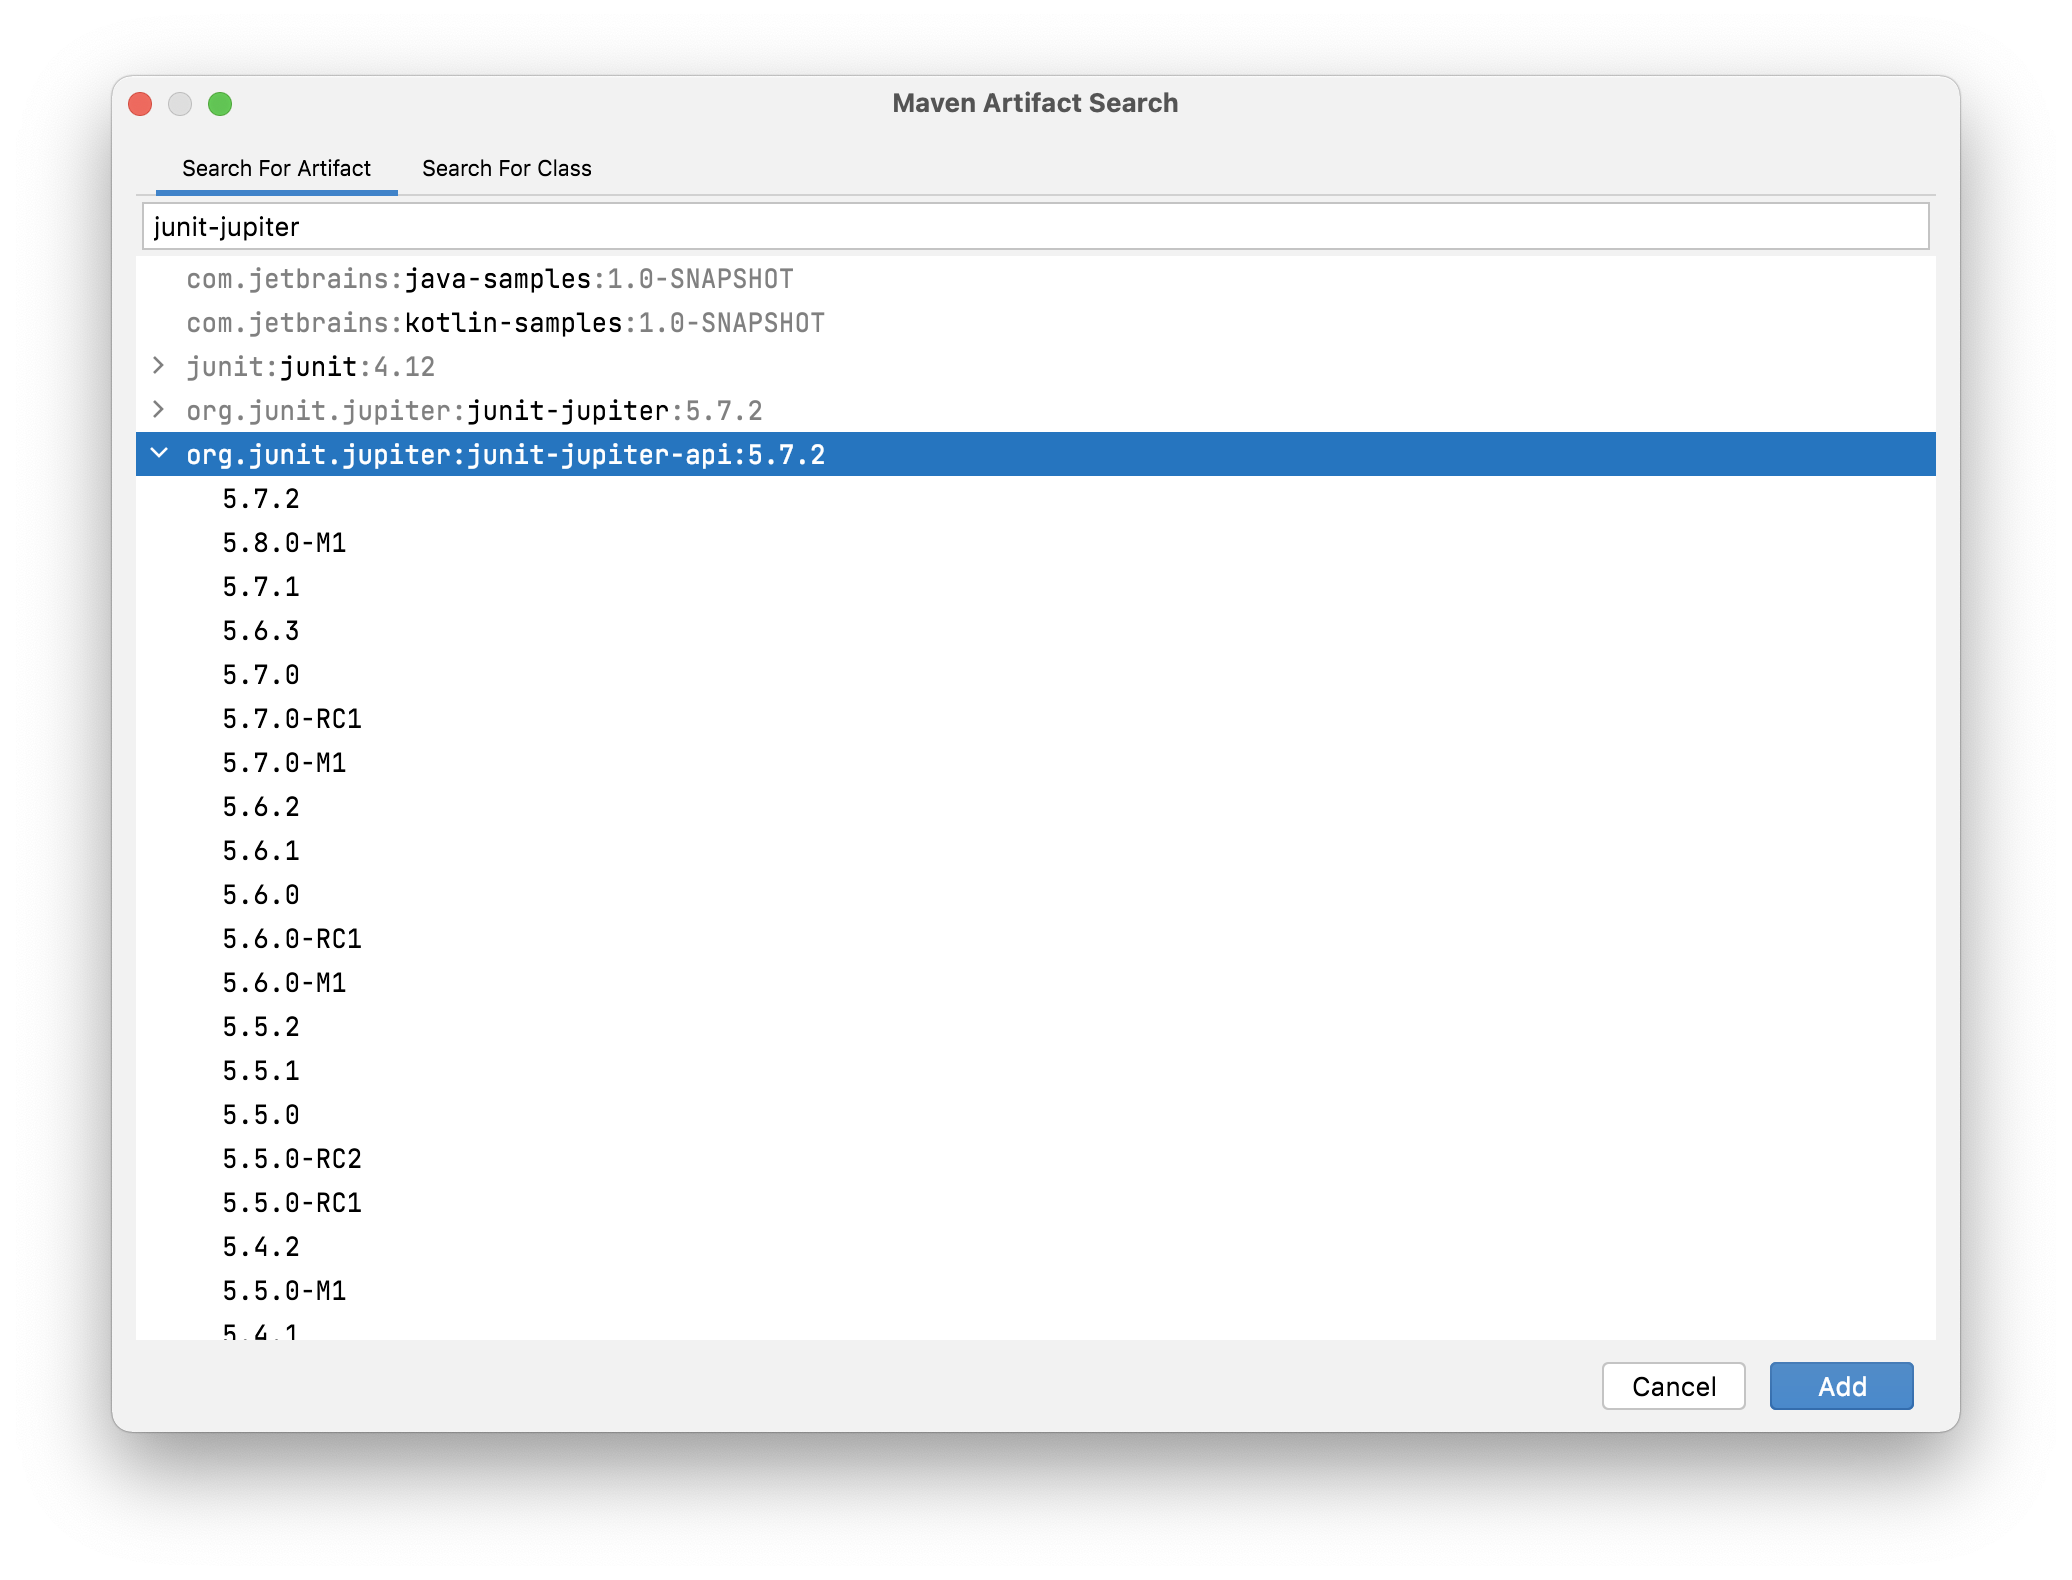 Maven Artifact Search
Search For Artifact Search For Class
junit-jupiter
com.jetbrains:java-samples:1.0-SNAPSHOT
com.jetbrains:kotlin-samples:1.0-SNAPSHOT
junit:junit:4.12
org.junit.jupiter:junit-jupiter:5.7.2
org.junit.jupiter:junit-jupiter-api:5.7.2
5.7.2
5.8.0-M1
5.7.1
5.6.3
5.7.0
5.7.0-RC1
5.7.0-M1
5.6.2
5.6.1
5.6.0
5.6.0-RC1
5.6.0-M1
5.5.2
5.5.1
5.5.0
5.5.0-RC2
5.5.0-RC1
5.4.2
5.5.0-M1
5.4.1
Cancel Add